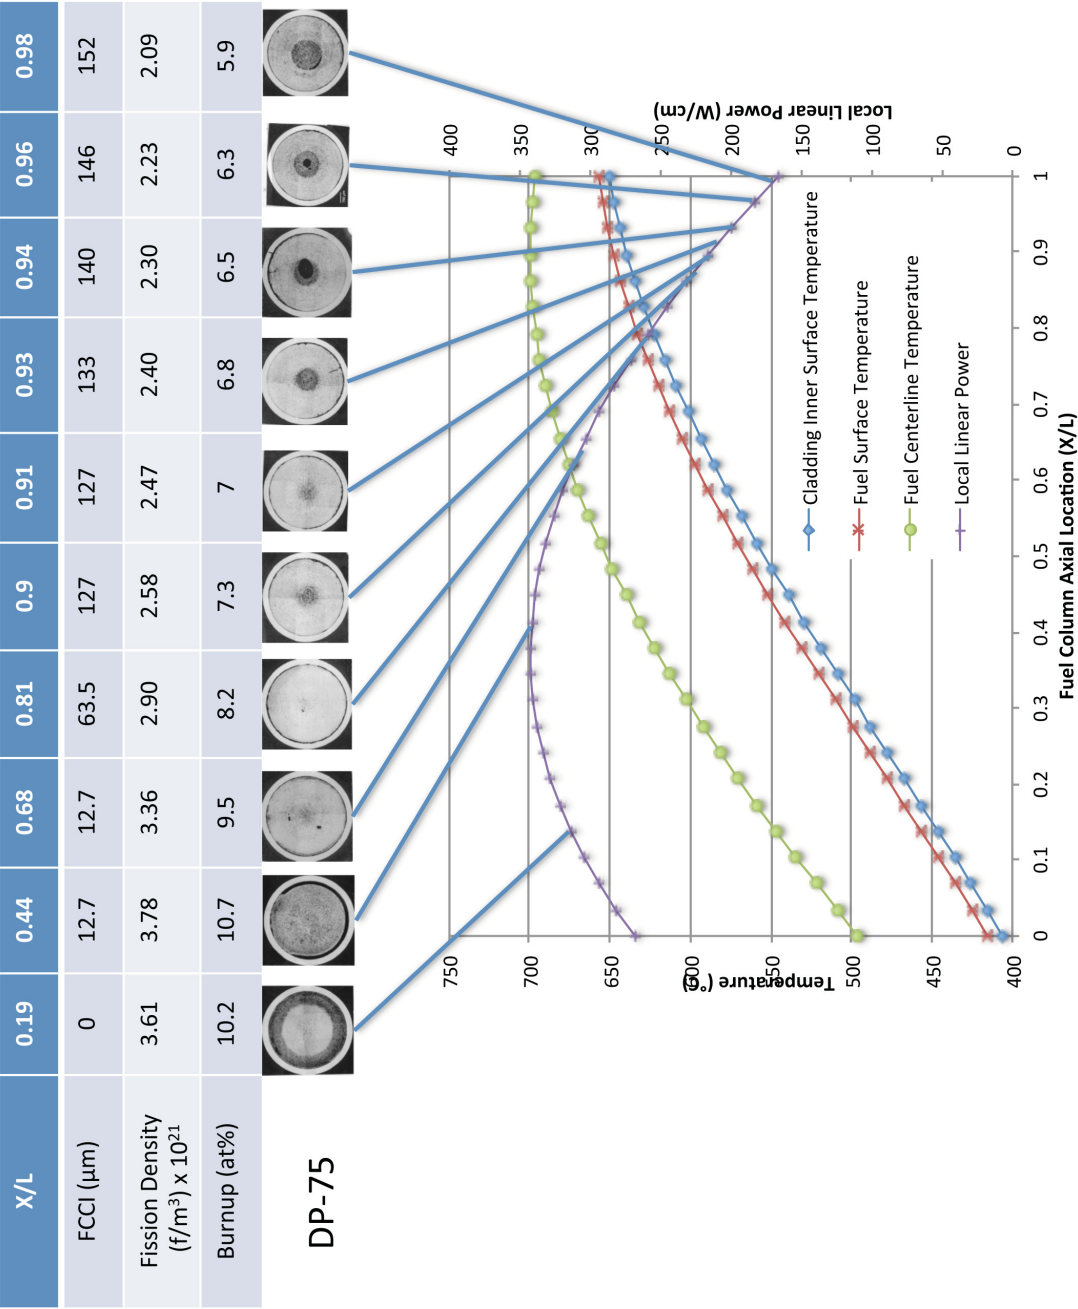 X/L 0.19 0.44 0.68 0.81 0.9 0.91 0.93 0.94 0.96 0.98
FCCI (μm) 0 12.7 12.7 63.5 127 127 133 140 146 152
Fission Density
(f/m³) x 10²¹ 3.61 3.78 3.36 2.90 2.58 2.47 2.40 2.30 2.23 2.09
Burnup (at%) 10.2 10.7 9.5 8.2 7.3 7 6.8 6.5 6.3 5.9
DP-75
Temperature (°C)
750
700
650
600
550
500
450
400
Local Linear Power (W/cm)
400
350
300
250
200
150
100
50
0
Cladding Inner Surface Temperature
Fuel Surface Temperature
Fuel Centerline Temperature
Local Linear Power
0 0.1 0.2 0.3 0.4 0.5 0.6 0.7 0.8 0.9 1
Fuel Column Axial Location (X/L)